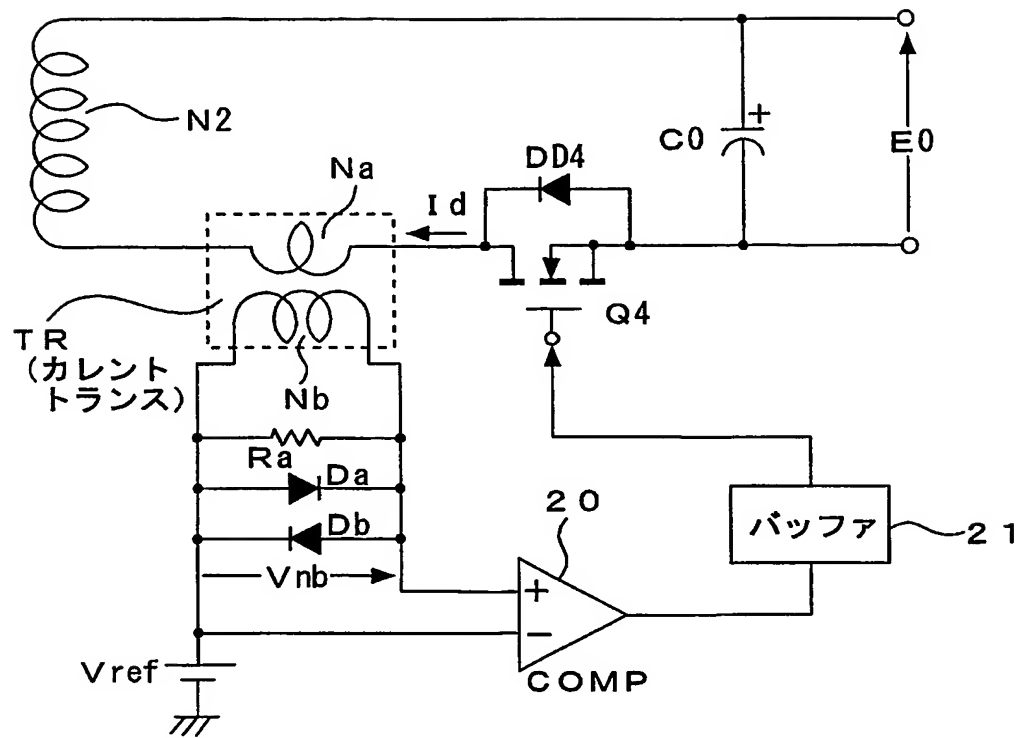 N2
Na
Id
DD4
C0
+
E0
Q4
TR
(カレント
トランス)
Nb
Ra
Da
Db
Vnb
20
バッファ
21
+
−
COMP
Vref